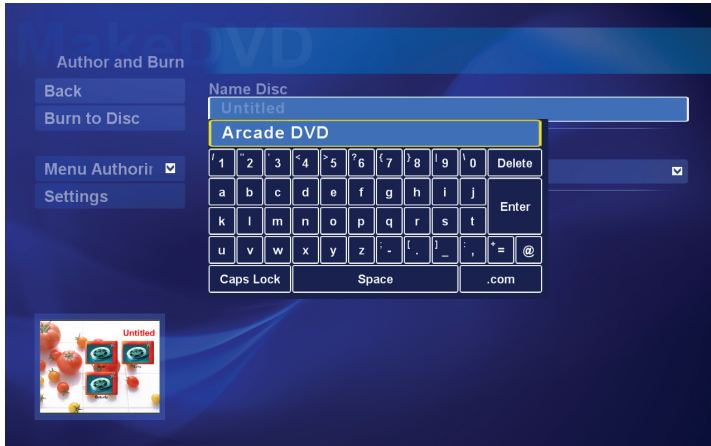 MakeDVD
Author and Burn
Back
Burn to Disc
Menu Authorin
Settings
Name Disc
Untitled
Arcade DVD
/ 1 " 2 ' 3 < 4 > 5 ? 6 { 7 } 8 | 9 \ 0 Delete
a b c d e f g h i j
Enter
k l m n o p q r s t
u v w x y z ; - [ . ] _ : , + = @
Caps Lock Space .com
Untitled